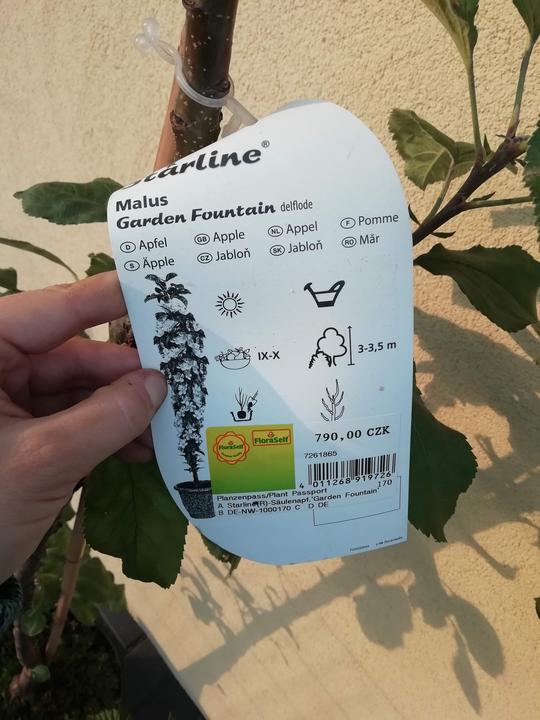 Starline®
Malus
Garden Fountain delflode
D Apfel GB Apple NL Appel F Pomme
S Äpple CZ Jabloň SK Jabloň RO Măr
IX-X
3-3,5 m
FloraSelf FloraSelf
790,00 CZK
7261865
4 011268 919726
Planzenpass/Plant Passport
A Starline(R)-Säulenapf.'Garden Fountain' 170
B DE-NW-1000170 C D DE